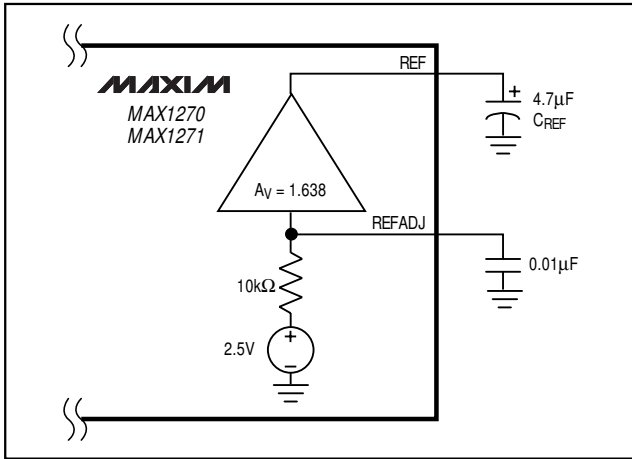 MAXIM
MAX1270
MAX1271
REF
+
4.7µF
CREF
AV = 1.638
REFADJ
0.01µF
10kΩ
2.5V
+
−